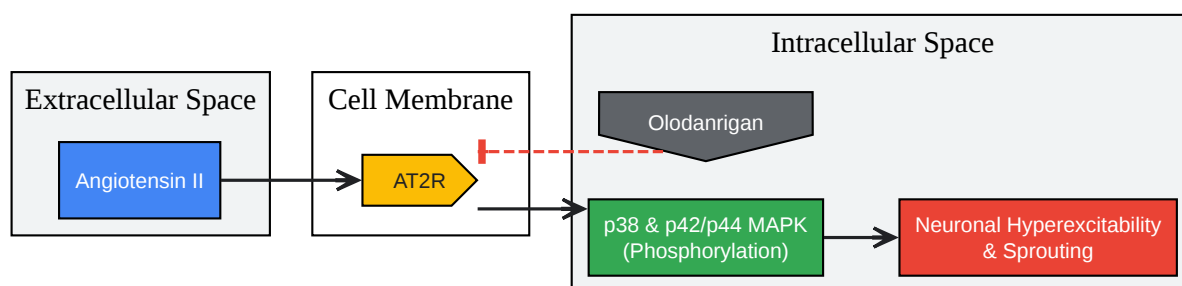 Extracellular Space
Angiotensin II
Cell Membrane
AT2R
Intracellular Space
Olodanrigan
p38 & p42/p44 MAPK
(Phosphorylation)
Neuronal Hyperexcitability
& Sprouting